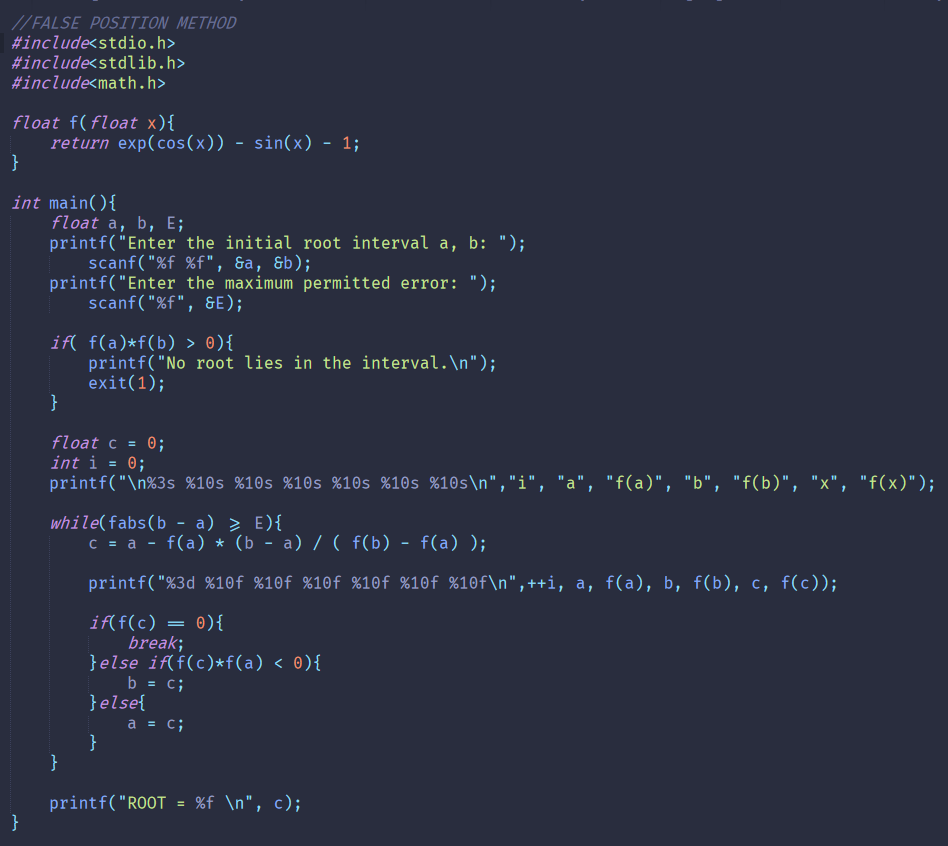 //FALSE POSITION METHOD
#include<stdio.h>
#include<stdlib.h>
#include<math.h>

float f(float x){
    return exp(cos(x)) - sin(x) - 1;
}

int main(){
    float a, b, E;
    printf("Enter the initial root interval a, b: ");
        scanf("%f %f", &a, &b);
    printf("Enter the maximum permitted error: ");
        scanf("%f", &E);

    if( f(a)*f(b) > 0){
        printf("No root lies in the interval.\n");
        exit(1);
    }

    float c = 0;
    int i = 0;
    printf("\n%3s %10s %10s %10s %10s %10s %10s\n","i", "a", "f(a)", "b", "f(b)", "x", "f(x)");

    while(fabs(b - a) >= E){
        c = a - f(a) * (b - a) / ( f(b) - f(a) );

        printf("%3d %10f %10f %10f %10f %10f %10f\n",++i, a, f(a), b, f(b), c, f(c));

        if(f(c) == 0){
            break;
        }else if(f(c)*f(a) < 0){
            b = c;
        }else{
            a = c;
        }
    }

    printf("ROOT = %f \n", c);
}